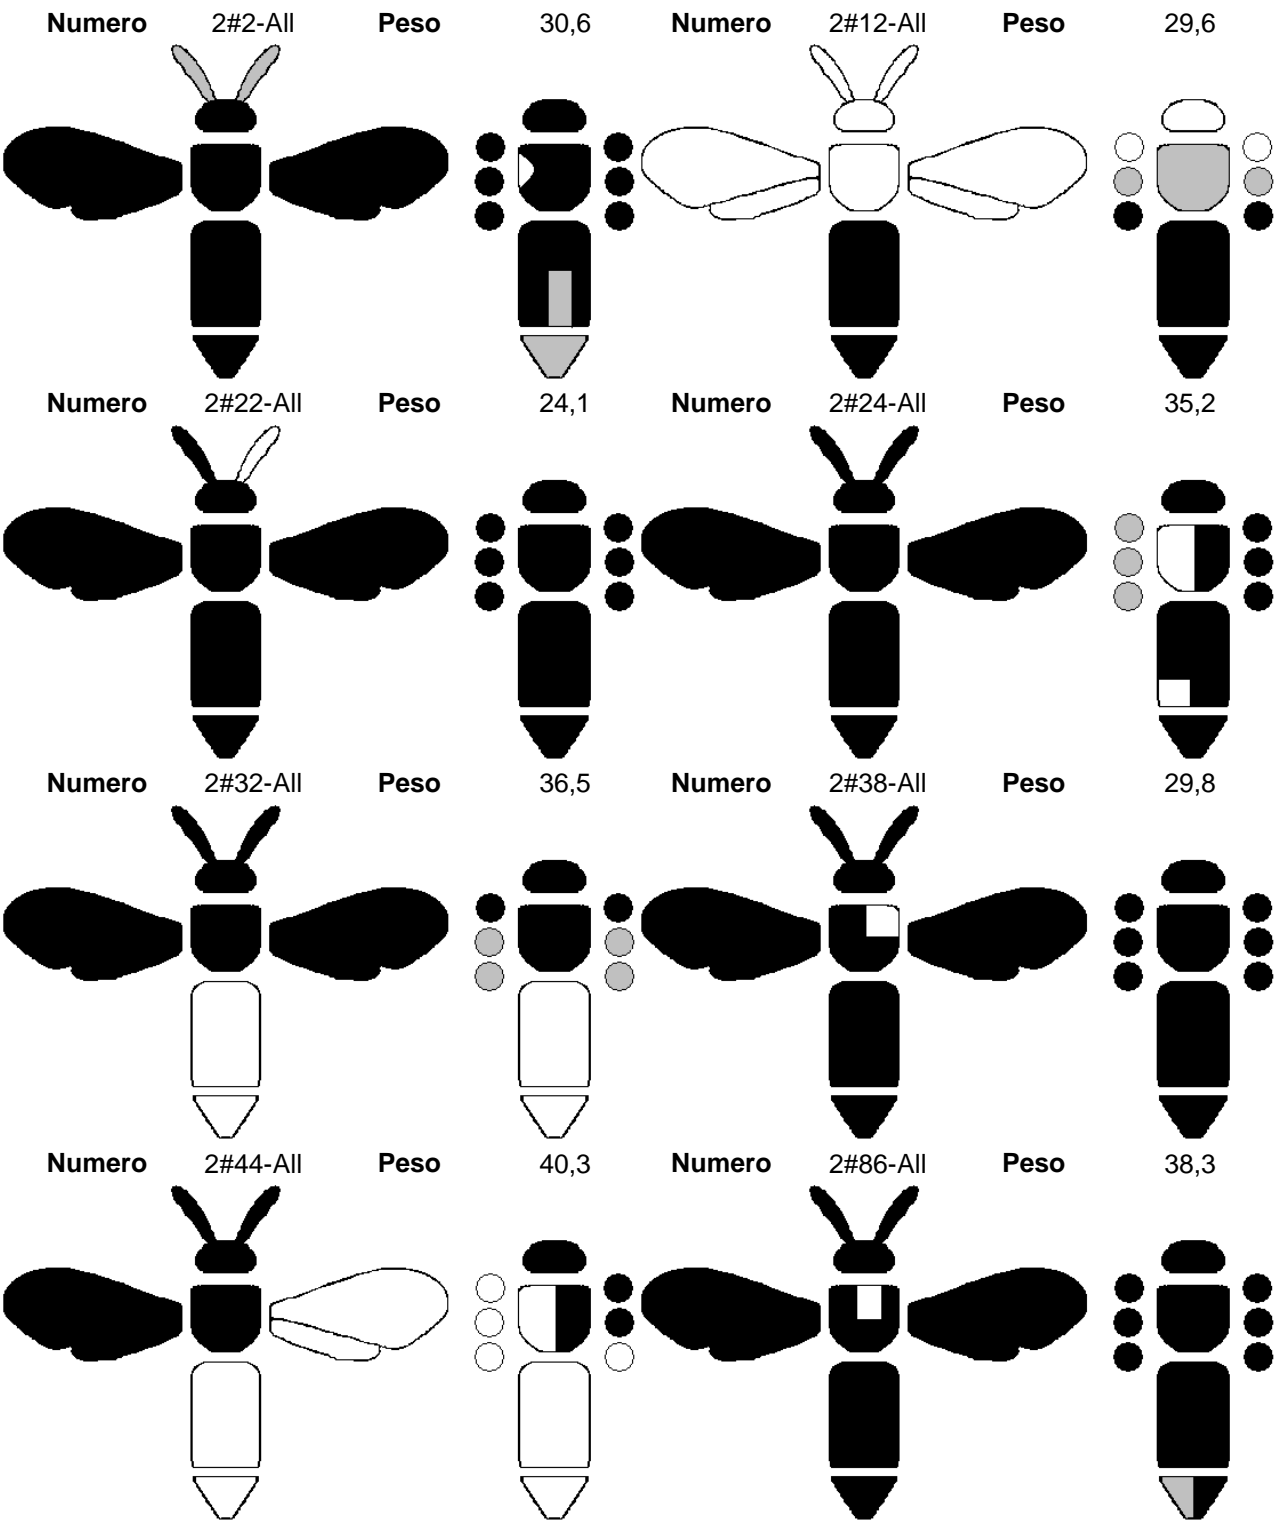 Numero 2#2-All Peso 30,6 Numero 2#12-All Peso 29,6
Numero 2#22-All Peso 24,1 Numero 2#24-All Peso 35,2
Numero 2#32-All Peso 36,5 Numero 2#38-All Peso 29,8
Numero 2#44-All Peso 40,3 Numero 2#86-All Peso 38,3